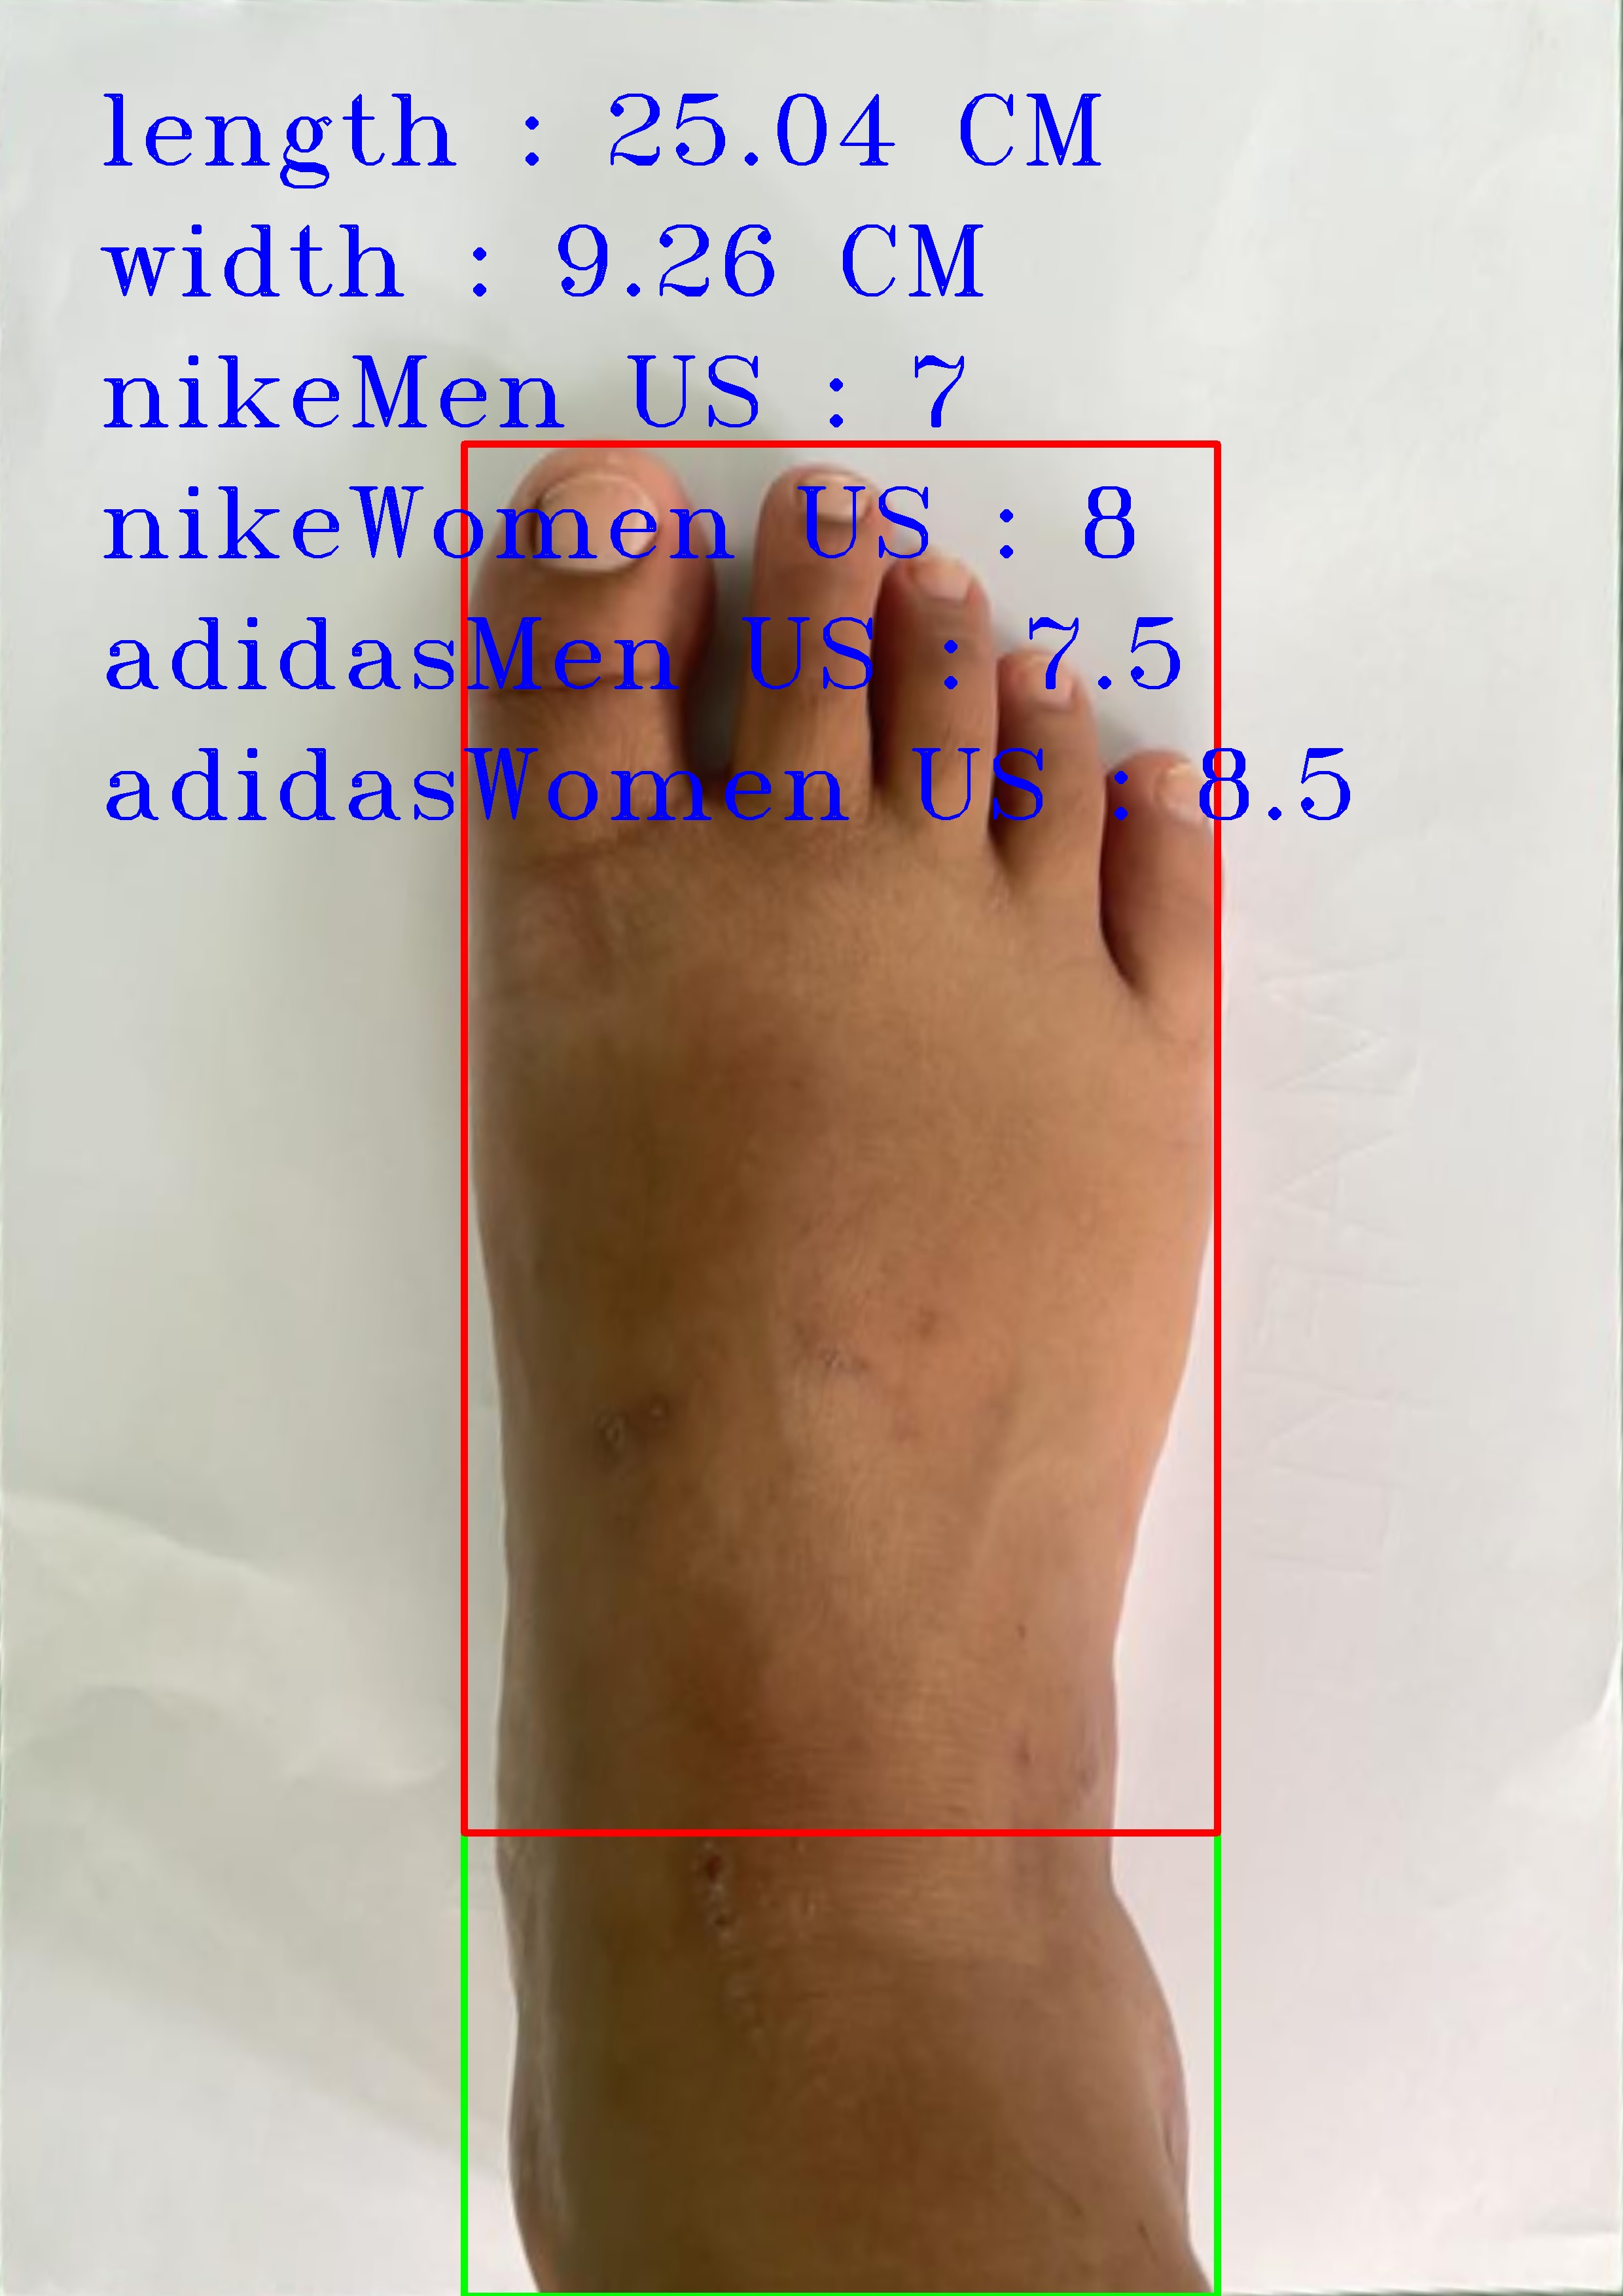 length : 25.04 CM
width : 9.26 CM
nikeMen US : 7
nikeWomen US : 8
adidasMen US : 7.5
adidasWomen US : 8.5